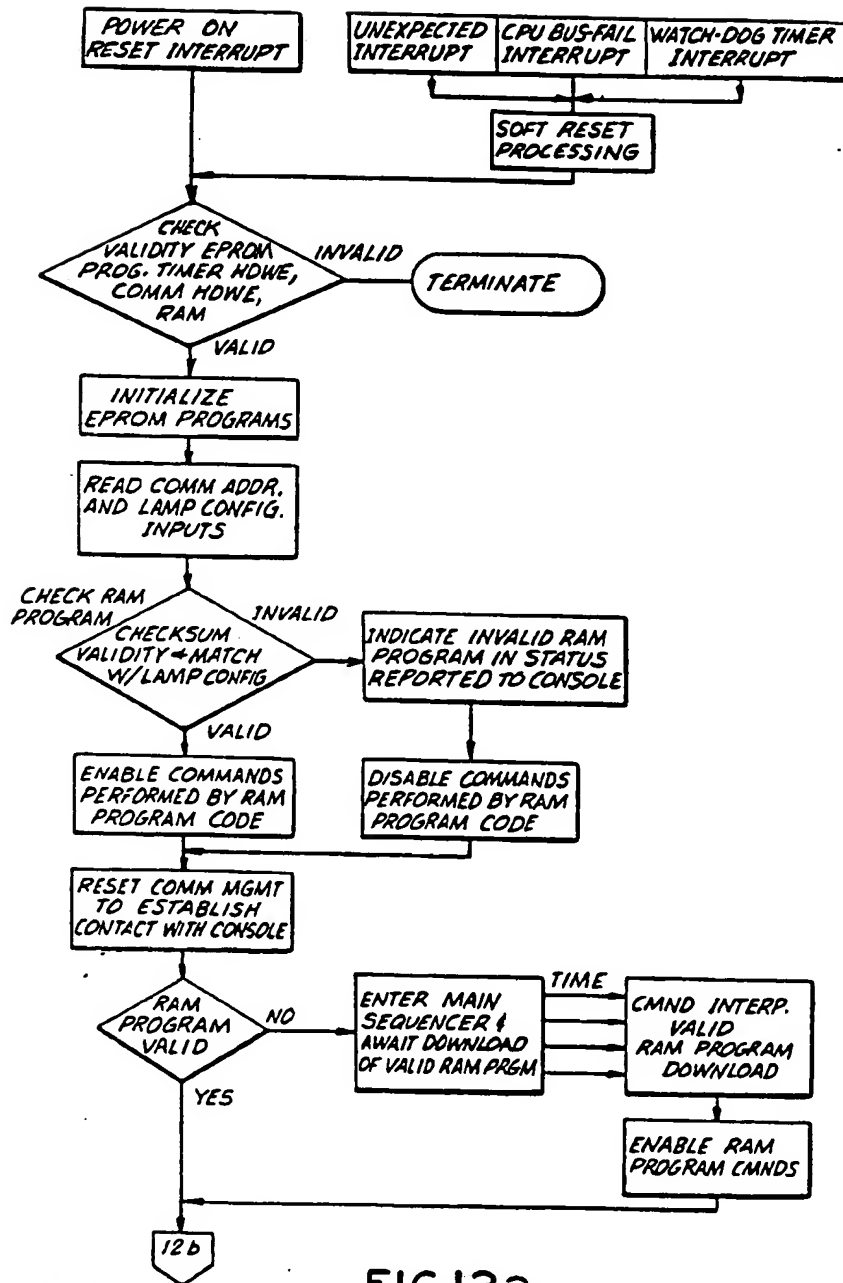 POWER ON
RESET INTERRUPT
UNEXPECTED
INTERRUPT
CPU BUS-FAIL
INTERRUPT
WATCH-DOG TIMER
INTERRUPT
SOFT RESET
PROCESSING
CHECK
VALIDITY EPROM
PROG. TIMER HDWE,
COMM HDWE,
RAM
INVALID
TERMINATE
VALID
INITIALIZE
EPROM PROGRAMS
READ COMM ADDR.
AND LAMP CONFIG.
INPUTS
CHECK RAM
PROGRAM
CHECKSUM
VALIDITY & MATCH
W/LAMP CONFIG
INVALID
INDICATE INVALID RAM
PROGRAM IN STATUS
REPORTED TO CONSOLE
VALID
ENABLE COMMANDS
PERFORMED BY RAM
PROGRAM CODE
DISABLE COMMANDS
PERFORMED BY RAM
PROGRAM CODE
RESET COMM MGMT
TO ESTABLISH
CONTACT WITH CONSOLE
RAM
PROGRAM
VALID
NO
ENTER MAIN
SEQUENCER &
AWAIT DOWNLOAD
OF VALID RAM PRGM
TIME
CMND INTERP.
VALID
RAM PROGRAM
DOWNLOAD
YES
ENABLE RAM
PROGRAM CMNDS
12b
FIG.12a